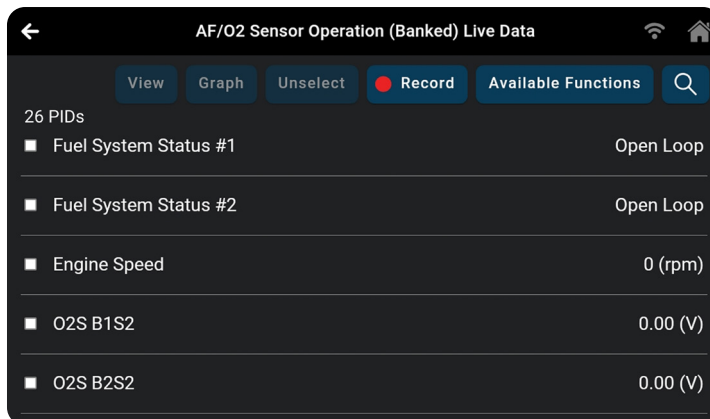 AF/O2 Sensor Operation (Banked) Live Data
View Graph Unselect Record Available Functions
26 PIDs
Fuel System Status #1 Open Loop
Fuel System Status #2 Open Loop
Engine Speed 0 (rpm)
O2S B1S2 0.00 (V)
O2S B2S2 0.00 (V)